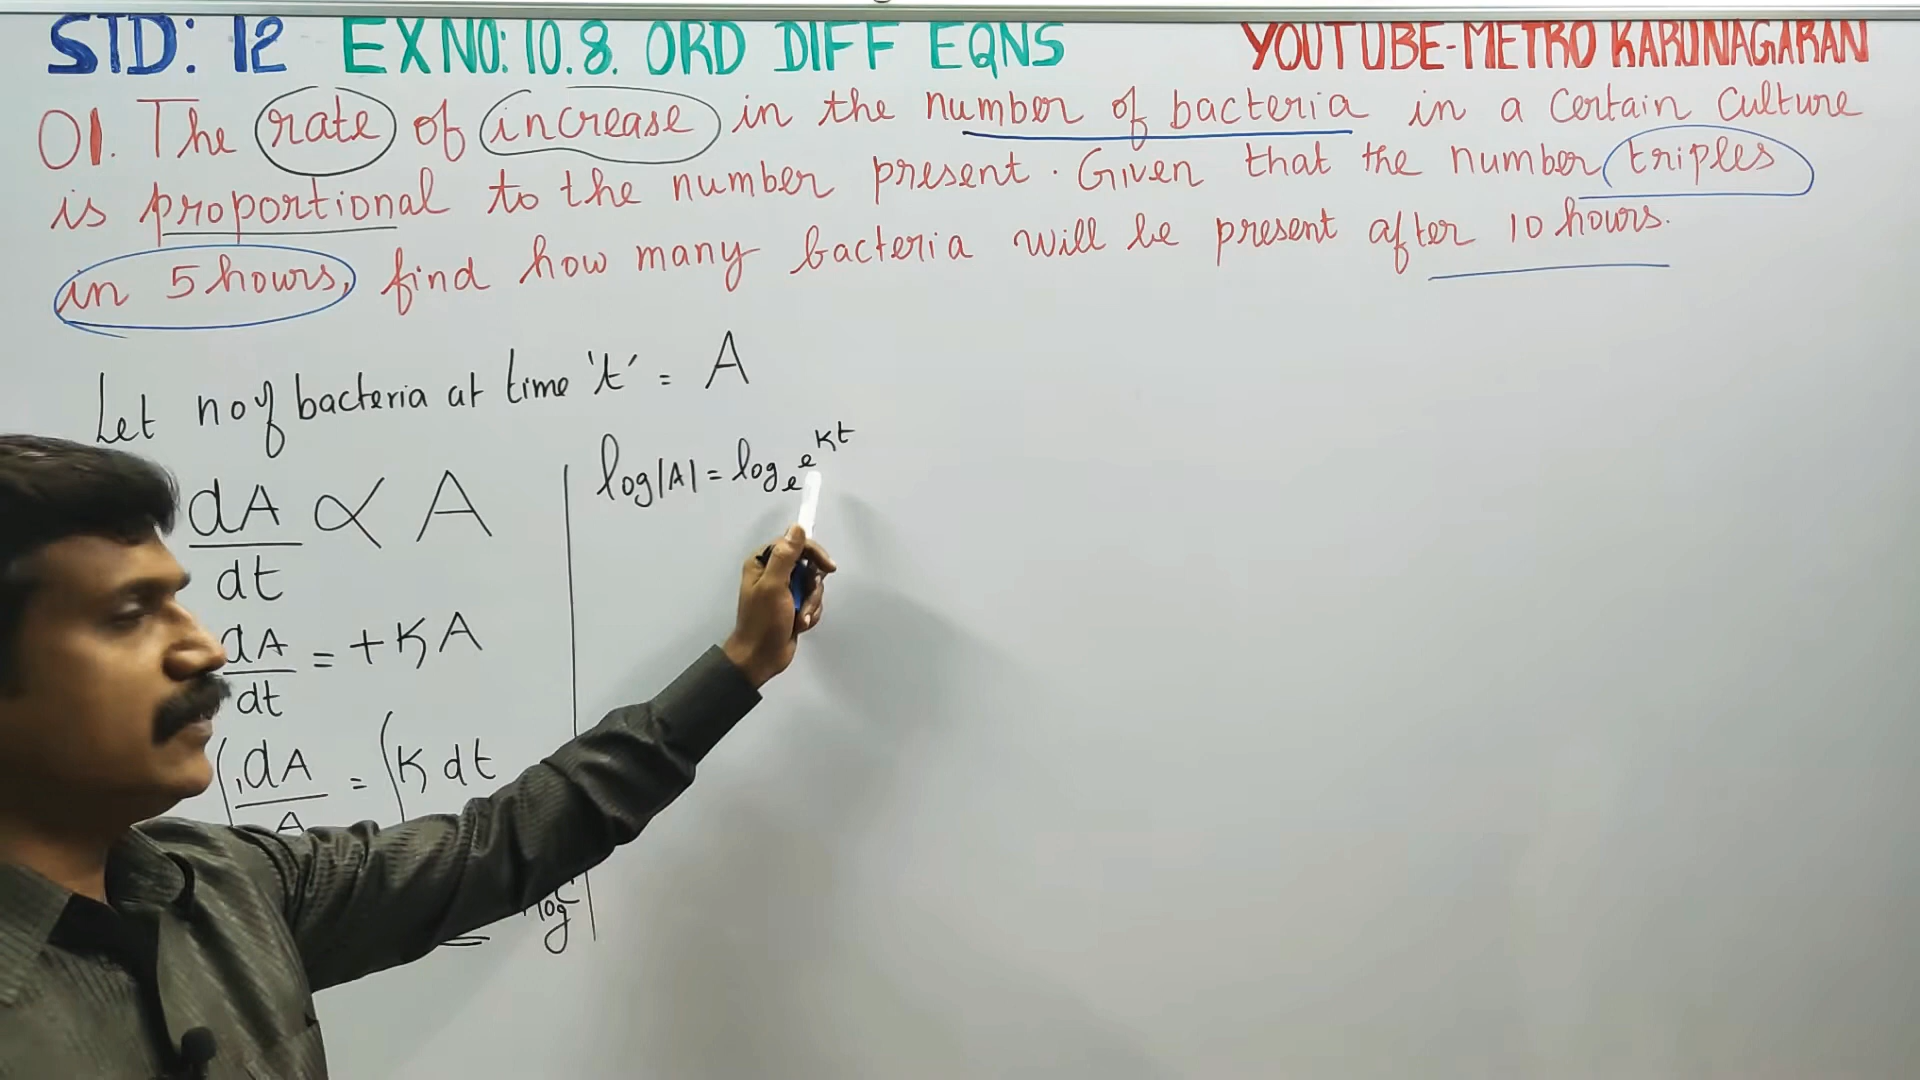 STD: 12 EX NO: 10.8. ORD DIFF EQNS YOUTUBE-METRO KARUNAGARAN
01. The rate of increase in the number of bacteria in a certain culture
is proportional to the number present. Given that the number triples
in 5 hours, find how many bacteria will be present after 10 hours.
Let no of bacteria at time 't' = A
dA/dt ∝ A
dA/dt = +KA
∫dA/A = ∫K dt
log C
log|A| = logₑ e^Kt